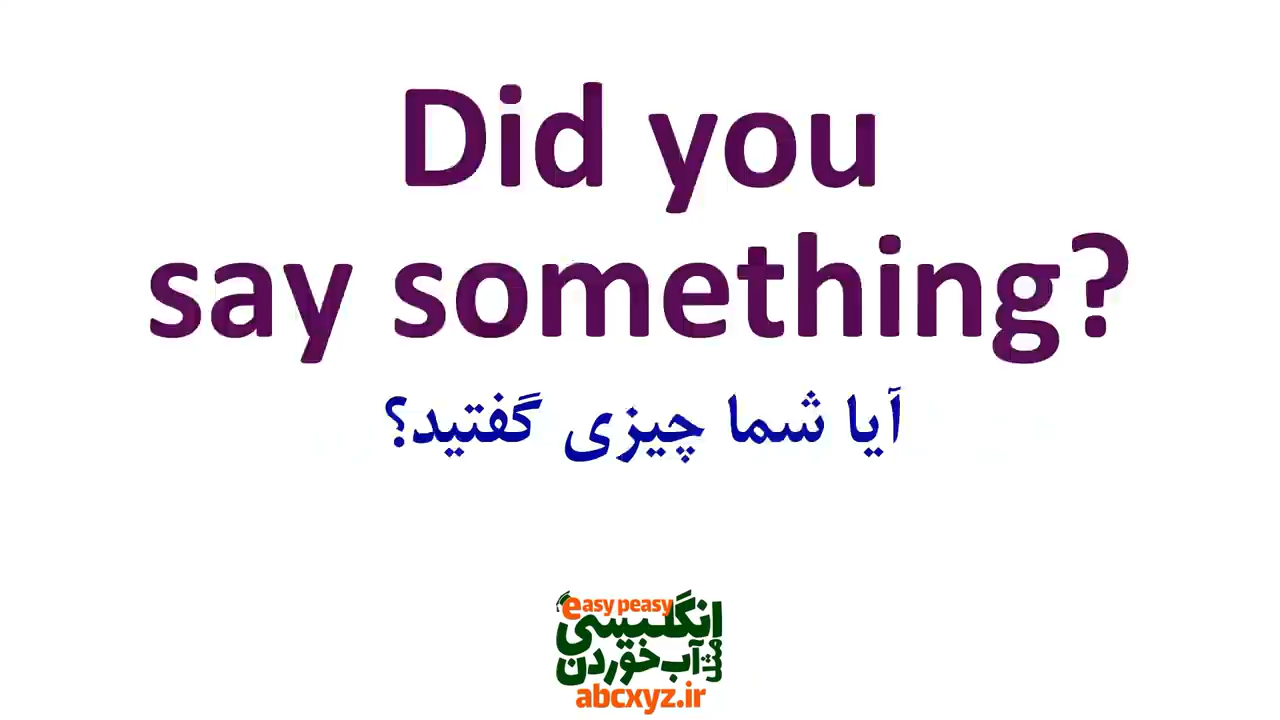 Did you
say something?
آیا شما چیزی گفتید؟
easy peasy
انگلیسی
مثل آب خوردن
abcxyz.ir